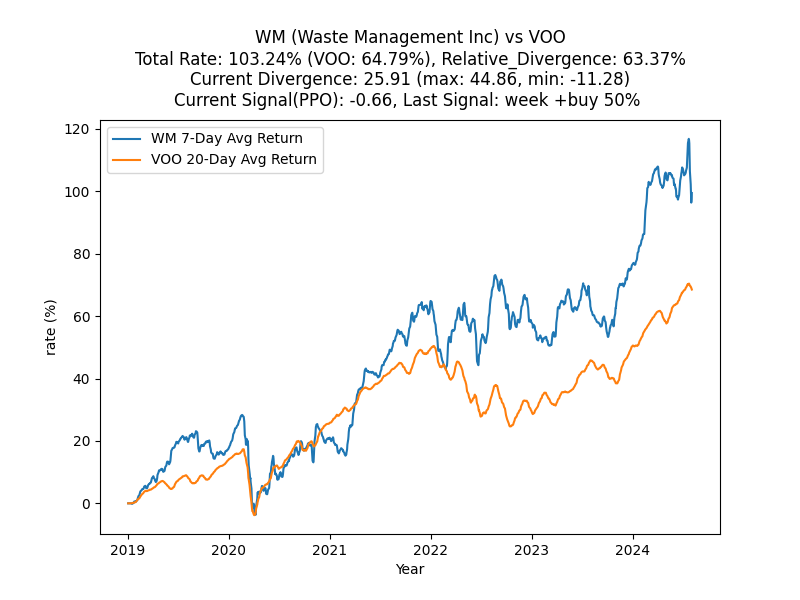 WM (Waste Management Inc) vs VOO
Total Rate: 103.24% (VOO: 64.79%), Relative_Divergence: 63.37%
Current Divergence: 25.91 (max: 44.86, min: -11.28)
Current Signal(PPO): -0.66, Last Signal: week +buy 50%
WM 7-Day Avg Return
VOO 20-Day Avg Return
120
100
80
60
40
20
0
rate (%)
2019 2020 2021 2022 2023 2024
Year